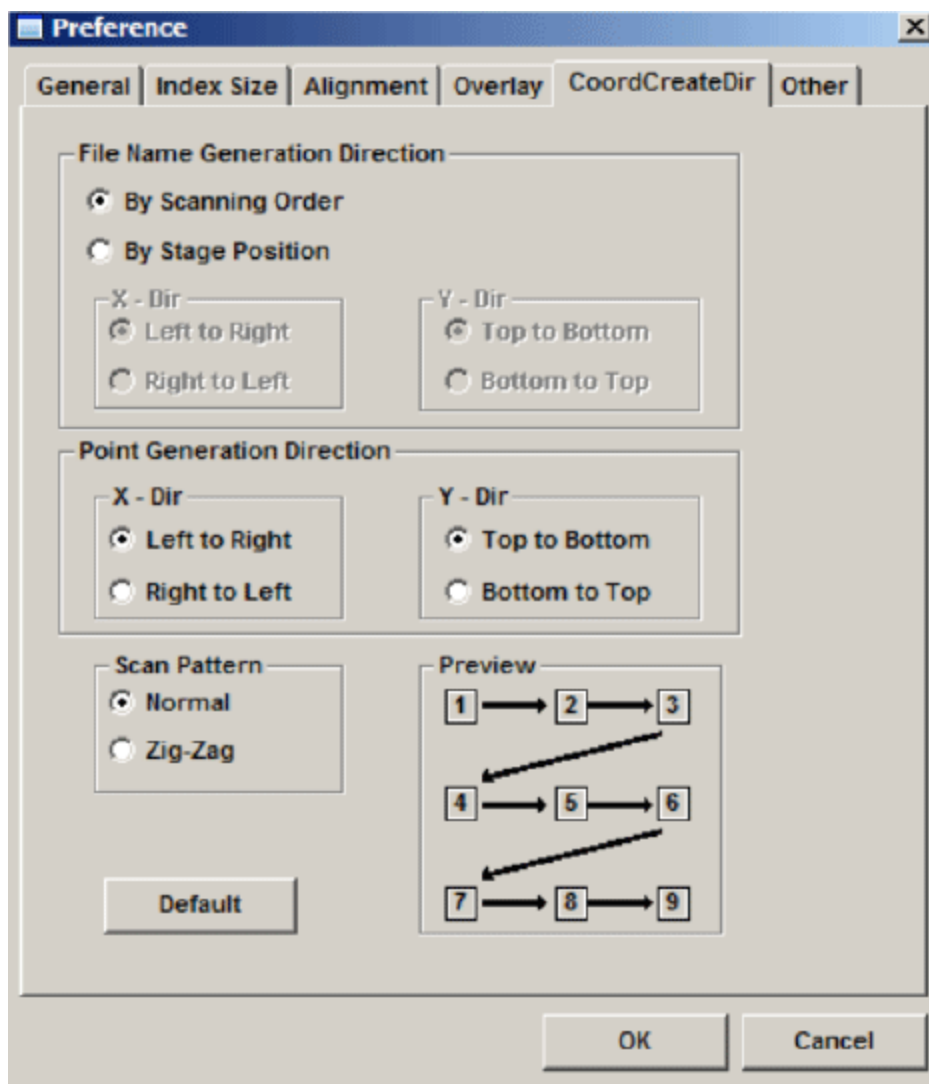 Preference
General Index Size Alignment Overlay CoordCreateDir Other
File Name Generation Direction
By Scanning Order
By Stage Position
X - Dir
Left to Right
Right to Left
Y - Dir
Top to Bottom
Bottom to Top
Point Generation Direction
X - Dir
Left to Right
Right to Left
Y - Dir
Top to Bottom
Bottom to Top
Scan Pattern
Normal
Zig-Zag
Preview
1 2 3
4 5 6
7 8 9
Default
OK Cancel